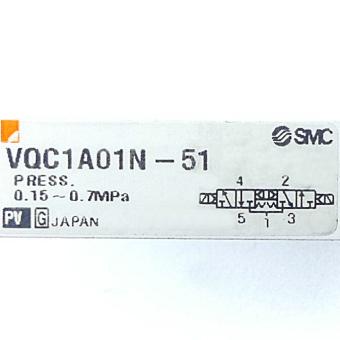 SMC
VQC1A01N-51
PRESS.
0.15~0.7MPa
PV G JAPAN
4 2
5 1 3